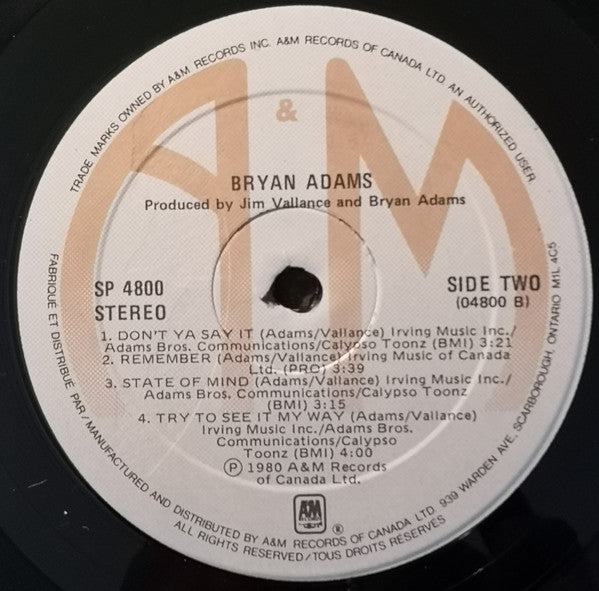 TRADE MARKS OWNED BY A&M RECORDS INC. A&M RECORDS OF CANADA LTD AN AUTHORIZED USER
A & M
BRYAN ADAMS
Produced by Jim Vallance and Bryan Adams
SP 4800
STEREO
SIDE TWO
(04800 B)
1. DON'T YA SAY IT (Adams/Vallance) Irving Music Inc./
Adams Bros. Communications/Calypso Toonz (BMI) 3:21
2. REMEMBER (Adams/Vallance) Irving Music of Canada
Ltd. (PRO) 3:39
3. STATE OF MIND (Adams/Vallance) Irving Music Inc./
Adams Bros. Communications/Calypso Toonz
(BMI) 3:15
4. TRY TO SEE IT MY WAY (Adams/Vallance)
Irving Music Inc./Adams Bros.
Communications/Calypso
Toonz (BMI) 4:00
Ⓟ 1980 A&M Records
of Canada Ltd.
A&M
RECORDS
®
FABRIQUÉ ET DISTRIBUÉ PAR/MANUFACTURED AND DISTRIBUTED BY A&M RECORDS OF CANADA LTD. 939 WARDEN AVE, SCARBOROUGH, ONTARIO M1L 4C5
ALL RIGHTS RESERVED/TOUS DROITS RESERVÉS